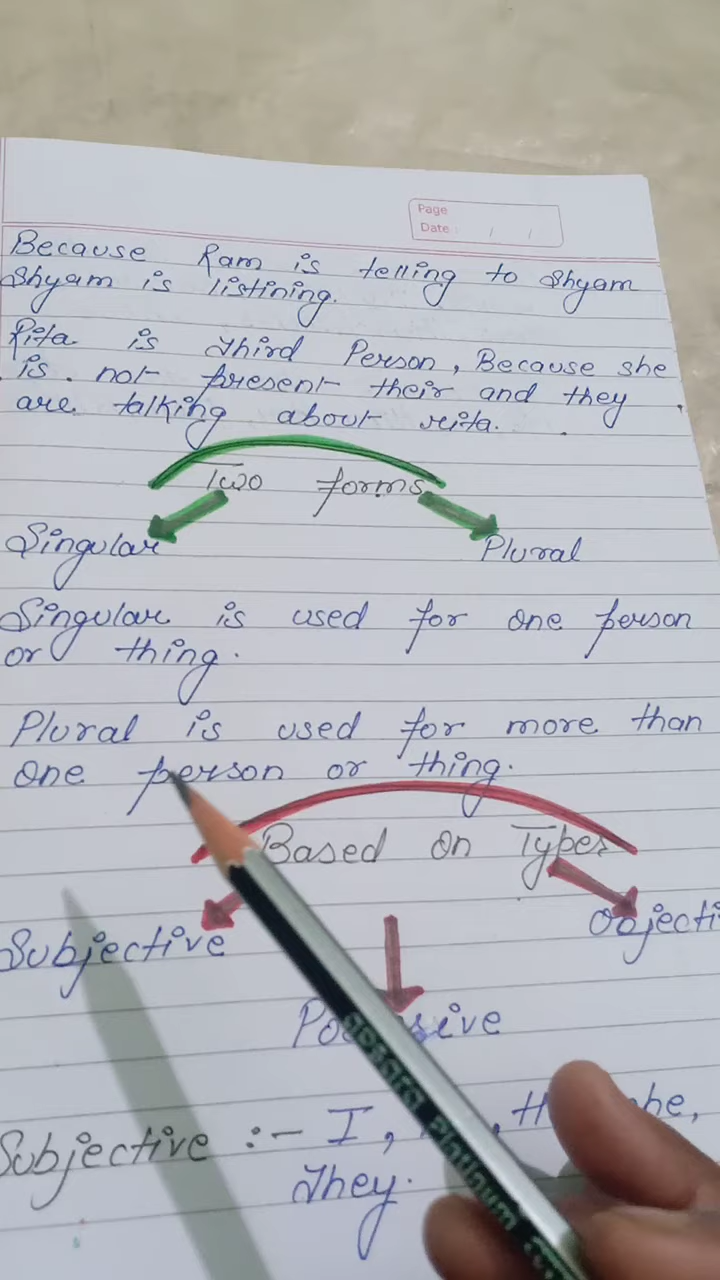 Page
Date / /
Because Ram is telling to Shyam
Shyam is listining.
Rita is Third Person, Because she
is not present their and they
are talking about rita.
Two forms
Singular Plural
Singular is used for one person
or thing.
Plural is used for more than
one person or thing.
Based on Types
Subjective Objecti
sive
Subjective :- I, he,
They.
apsara Platinum